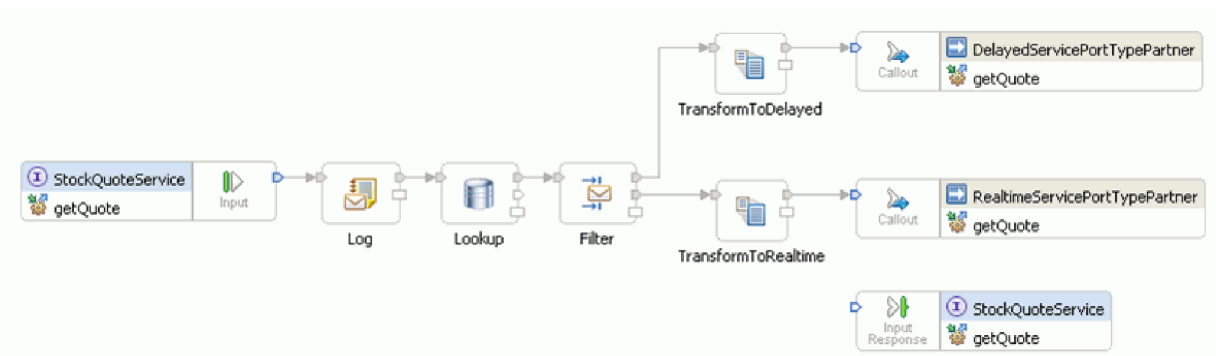 DelayedServicePortTypePartner
Callout
getQuote
TransformToDelayed
StockQuoteService
Input
getQuote
Log
Lookup
Filter
RealtimeServicePortTypePartner
Callout
getQuote
TransformToRealtime
StockQuoteService
Input
Response
getQuote